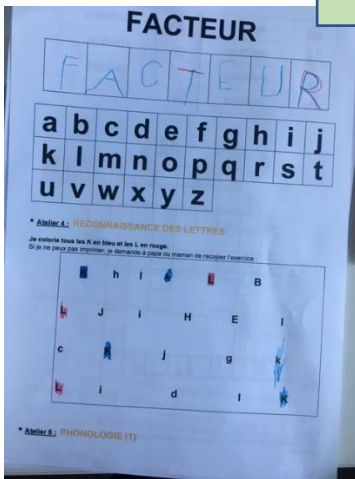 FACTEUR
FACTEUR
a b c d e f g h i j
k l m n o p q r s t
u v w x y z
* Atelier 4 : RECONNAISSANCE DES LETTRES
Je colorie tous les K en bleu et les L en rouge.
Si je ne peux pas imprimer, je demande à papa ou maman de recopier l'exercice :
K h l L B
L J i H E l
c K j g k
L i d l K
* Atelier 5 : PHONOLOGIE (1)